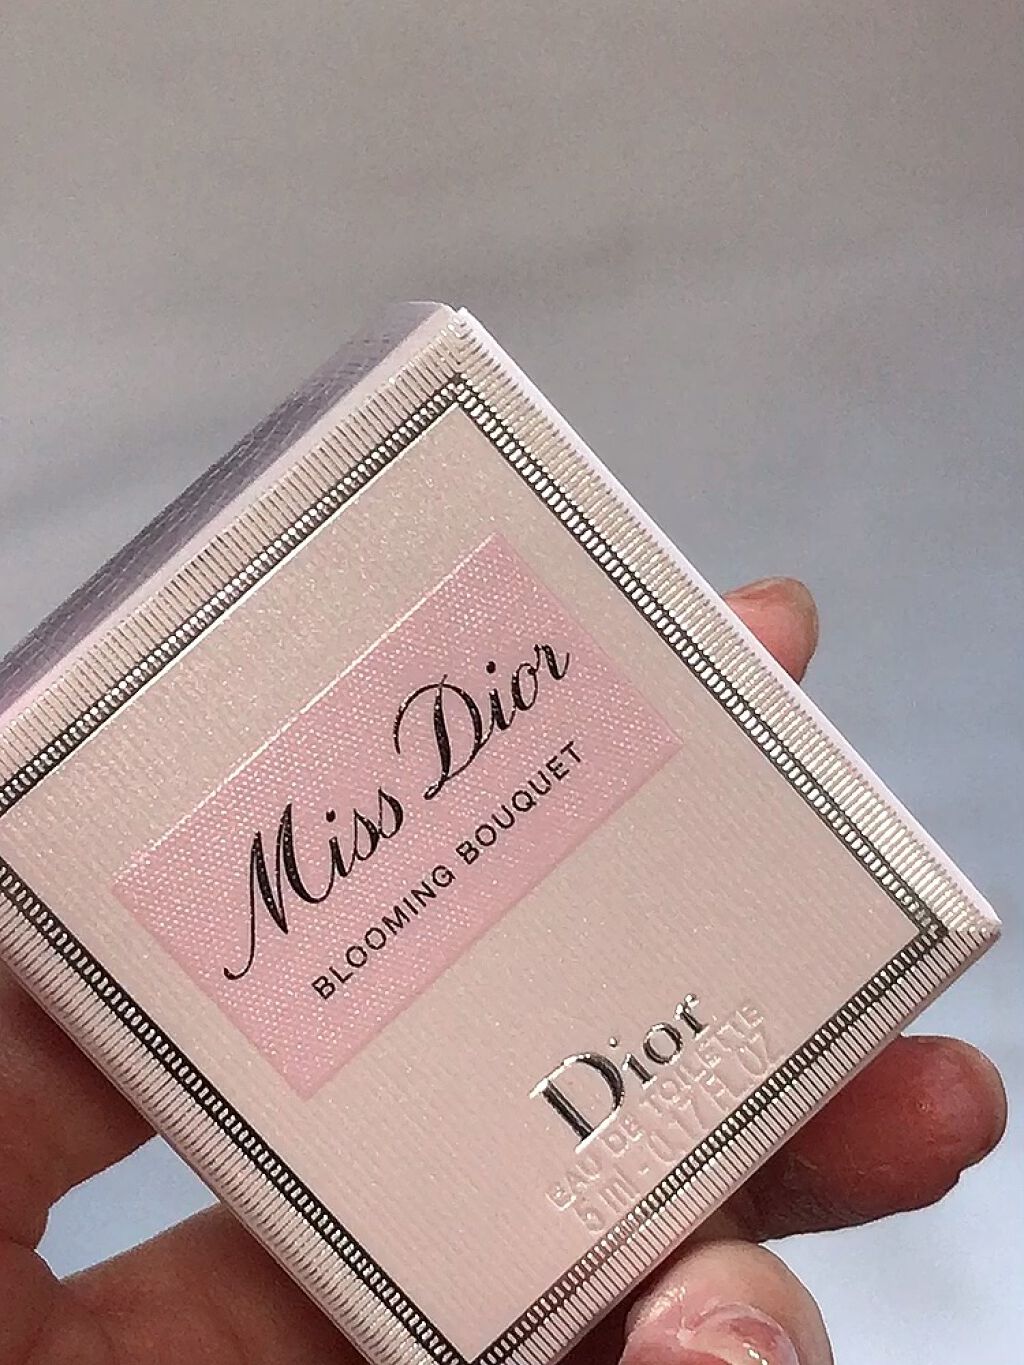 Miss Dior
BLOOMING BOUQUET
Dior
EAU DE TOILETTE
5 ml - 0.17 FL.OZ